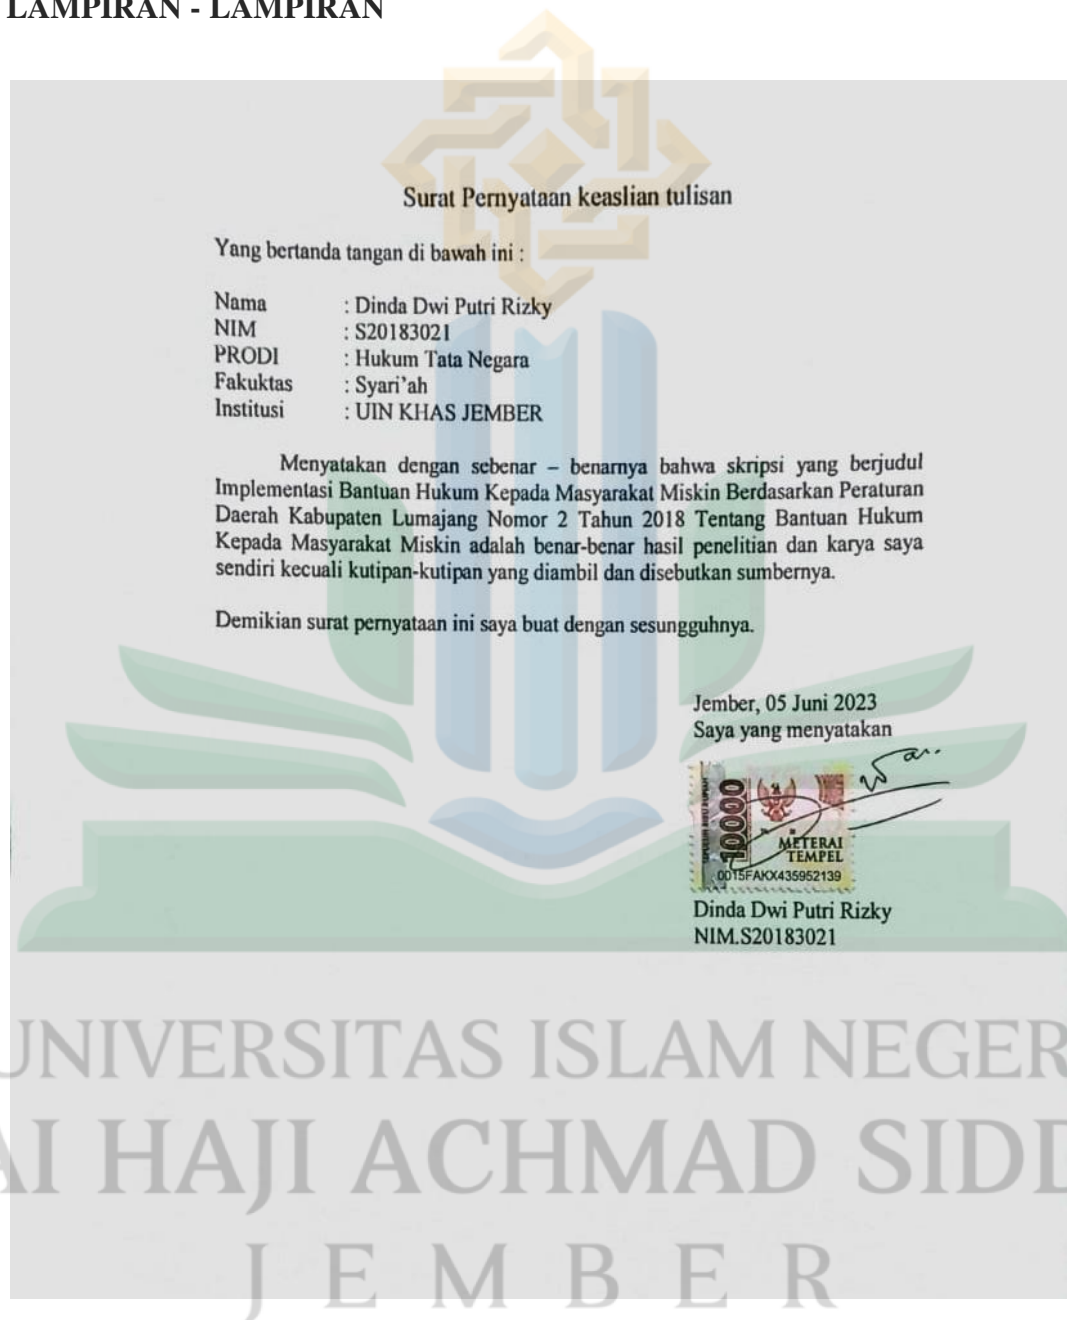 LAMPIRAN - LAMPIRAN
Surat Pernyataan keaslian tulisan
Yang bertanda tangan di bawah ini :
Nama : Dinda Dwi Putri Rizky
NIM : S20183021
PRODI : Hukum Tata Negara
Fakuktas : Syari'ah
Institusi : UIN KHAS JEMBER
Menyatakan dengan sebenar – benarnya bahwa skripsi yang berjudul
Implementasi Bantuan Hukum Kepada Masyarakat Miskin Berdasarkan Peraturan
Daerah Kabupaten Lumajang Nomor 2 Tahun 2018 Tentang Bantuan Hukum
Kepada Masyarakat Miskin adalah benar-benar hasil penelitian dan karya saya
sendiri kecuali kutipan-kutipan yang diambil dan disebutkan sumbernya.
Demikian surat pernyataan ini saya buat dengan sesungguhnya.
Jember, 05 Juni 2023
Saya yang menyatakan
10000
METERAI
TEMPEL
0015FAKX435952139
Dinda Dwi Putri Rizky
NIM.S20183021
UNIVERSITAS ISLAM NEGER
AI HAJI ACHMAD SIDD
JEMBER